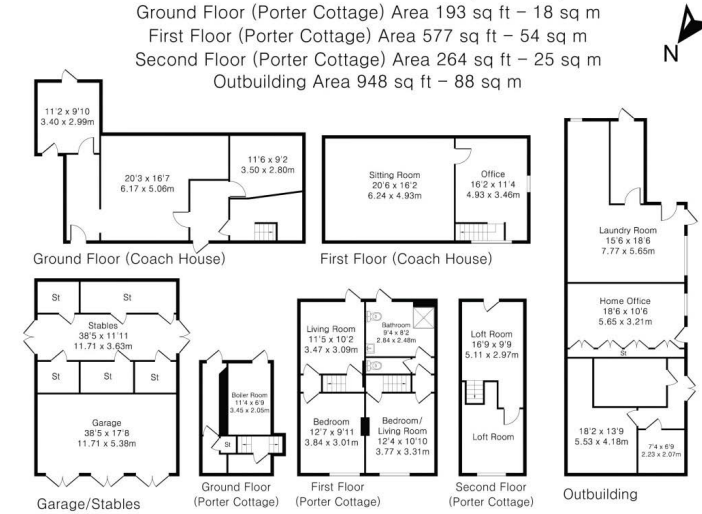 Ground Floor (Porter Cottage) Area 193 sq ft – 18 sq m
First Floor (Porter Cottage) Area 577 sq ft – 54 sq m
Second Floor (Porter Cottage) Area 264 sq ft – 25 sq m
Outbuilding Area 948 sq ft – 88 sq m
N
11'2 x 9'10
3.40 x 2.99m
20'3 x 16'7
6.17 x 5.06m
11'6 x 9'2
3.50 x 2.80m
Ground Floor (Coach House)
Sitting Room
20'6 x 16'2
6.24 x 4.93m
Office
16'2 x 11'4
4.93 x 3.46m
First Floor (Coach House)
Laundry Room
15'6 x 18'6
7.77 x 5.65m
Home Office
18'6 x 10'6
5.65 x 3.21m
St
18'2 x 13'9
5.53 x 4.18m
7'4 x 6'9
2.23 x 2.07m
Outbuilding
St
St
Stables
38'5 x 11'11
11.71 x 3.63m
St
St
St
Garage
38'5 x 17'8
11.71 x 5.38m
Garage/Stables
Boiler Room
11'4 x 6'9
3.45 x 2.05m
St
Ground Floor
(Porter Cottage)
Living Room
11'5 x 10'2
3.47 x 3.09m
Bathroom
9'4 x 8'2
2.84 x 2.48m
Bedroom
12'7 x 9'11
3.84 x 3.01m
Bedroom/
Living Room
12'4 x 10'10
3.77 x 3.31m
First Floor
(Porter Cottage)
Loft Room
16'9 x 9'9
5.11 x 2.97m
Loft Room
Second Floor
(Porter Cottage)